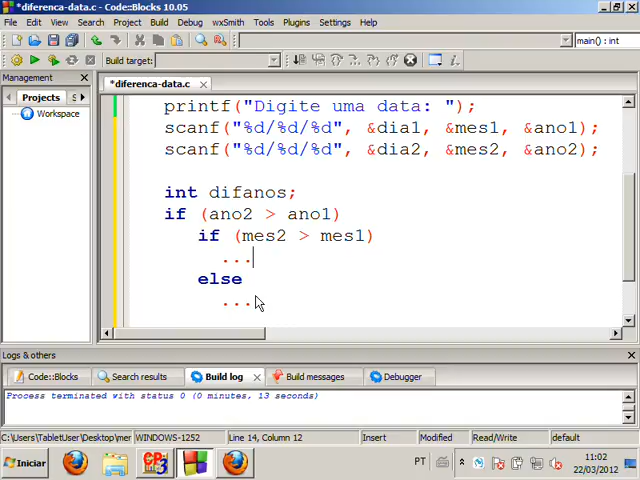 *diferenca-data.c - Code::Blocks 10.05
File Edit View Search Project Build Debug wxSmith Tools Plugins Settings Help
main() : int
Build target:
Management
*diferenca-data.c
Projects S
Workspace
printf("Digite uma data: ");
scanf("%d/%d/%d", &dia1, &mes1, &ano1);
scanf("%d/%d/%d", &dia2, &mes2, &ano2);
int difanos;
if (ano2 > ano1)
if (mes2 > mes1)
...
else
...
Logs & others
Code::Blocks Search results Build log Build messages Debugger
Process terminated with status 0 (0 minutes, 13 seconds)
C:\Users\TabletUser\Desktop\mer WINDOWS-1252 Line 14, Column 12 Insert Modified Read/Write default
Iniciar PT 11:02
22/03/2012